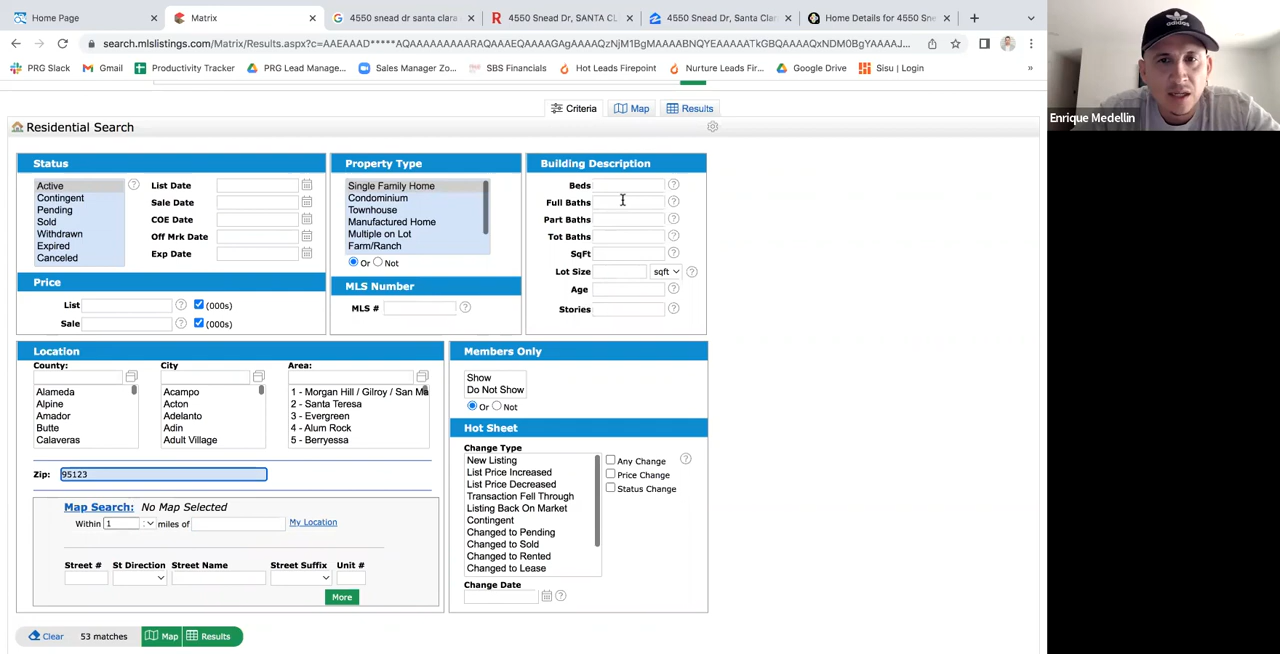 Home Page
Matrix
4550 snead dr santa clara
4550 Snead Dr, SANTA CL
4550 Snead Dr, Santa Clar
Home Details for 4550 Sne
search.mlslistings.com/Matrix/Results.aspx?c=AAEAAAD*****AQAAAAAAAAARAQAAAEQAAAAGAgAAAAQzNjM1BgMAAAABNQYEAAAAATkGBQAAAAQxNDM0BgYAAAAJ...
PRG Slack
Gmail
Productivity Tracker
PRG Lead Manage...
Sales Manager Zo...
SBS Financials
Hot Leads Firepoint
Nurture Leads Fir...
Google Drive
Sisu | Login
»
Criteria
Map
Results
Residential Search
Status
Property Type
Building Description
Active
Contingent
Pending
Sold
Withdrawn
Expired
Canceled
List Date
Sale Date
COE Date
Off Mrk Date
Exp Date
Single Family Home
Condominium
Townhouse
Manufactured Home
Multiple on Lot
Farm/Ranch
Or Not
Beds
Full Baths
Part Baths
Tot Baths
SqFt
Lot Size sqft
Age
Stories
Price
List (000s)
Sale (000s)
MLS Number
MLS #
Location
County:
City
Area:
Alameda
Alpine
Amador
Butte
Calaveras
Acampo
Acton
Adelanto
Adin
Adult Village
1 - Morgan Hill / Gilroy / San Ma
2 - Santa Teresa
3 - Evergreen
4 - Alum Rock
5 - Berryessa
Zip: 95123
Map Search: No Map Selected
Within 1 miles of My Location
Street # St Direction Street Name Street Suffix Unit #
More
Members Only
Show
Do Not Show
Or Not
Hot Sheet
Change Type
New Listing
List Price Increased
List Price Decreased
Transaction Fell Through
Listing Back On Market
Contingent
Changed to Pending
Changed to Sold
Changed to Rented
Changed to Lease
Any Change
Price Change
Status Change
Change Date
Clear 53 matches Map Results
adidas
Enrique Medellin